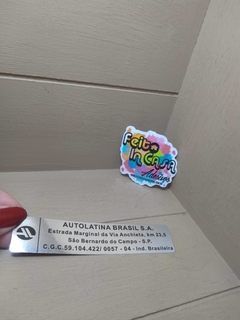 Feito
In CASA
Adesivos
AUTOLATINA BRASIL S.A.
Estrada Marginal da Via Anchieta, km 23,5
São Bernardo do Campo - S.P.
C.G.C.59.104.422/ 0057 - 04 - Ind. Brasileira